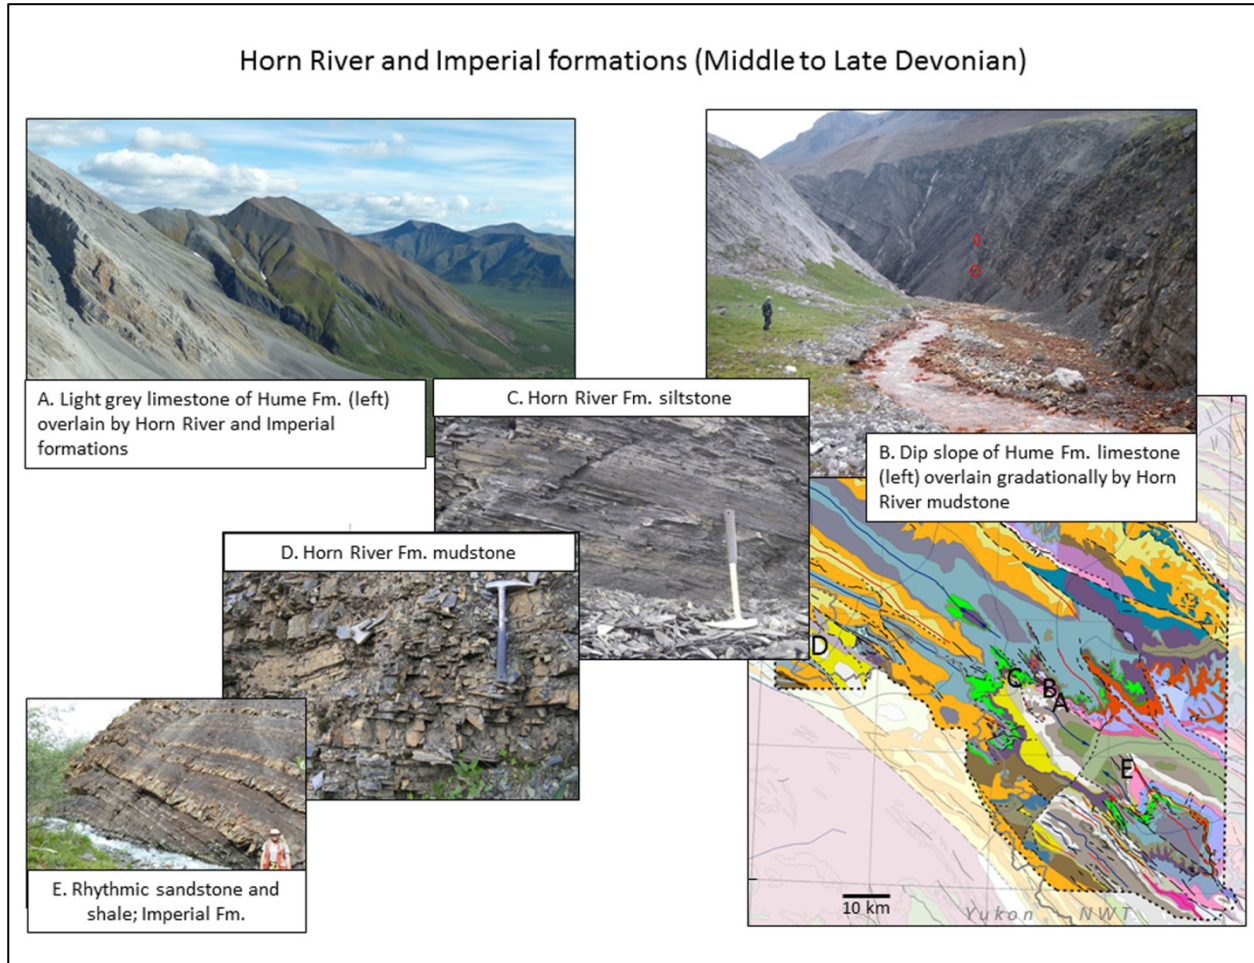 Horn River and Imperial formations (Middle to Late Devonian)
A. Light grey limestone of Hume Fm. (left)
overlain by Horn River and Imperial
formations
B. Dip slope of Hume Fm. limestone
(left) overlain gradationally by Horn
River mudstone
C. Horn River Fm. siltstone
D. Horn River Fm. mudstone
E. Rhythmic sandstone and
shale; Imperial Fm.
D
C
B
A
E
10 km
Yukon NWT